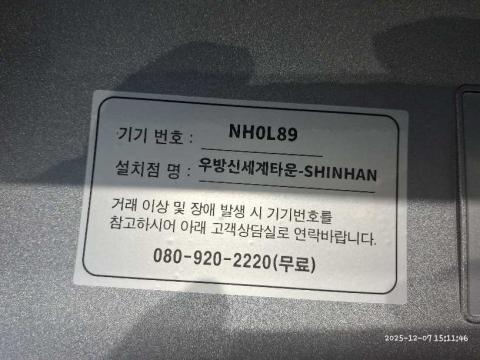 기기 번호 : NH0L89
설치점 명 : 우방신세계타운-SHINHAN
거래 이상 및 장애 발생 시 기기번호를
참고하시어 아래 고객상담실로 연락바랍니다.
080-920-2220(무료)
2025-12-07 15:11:46